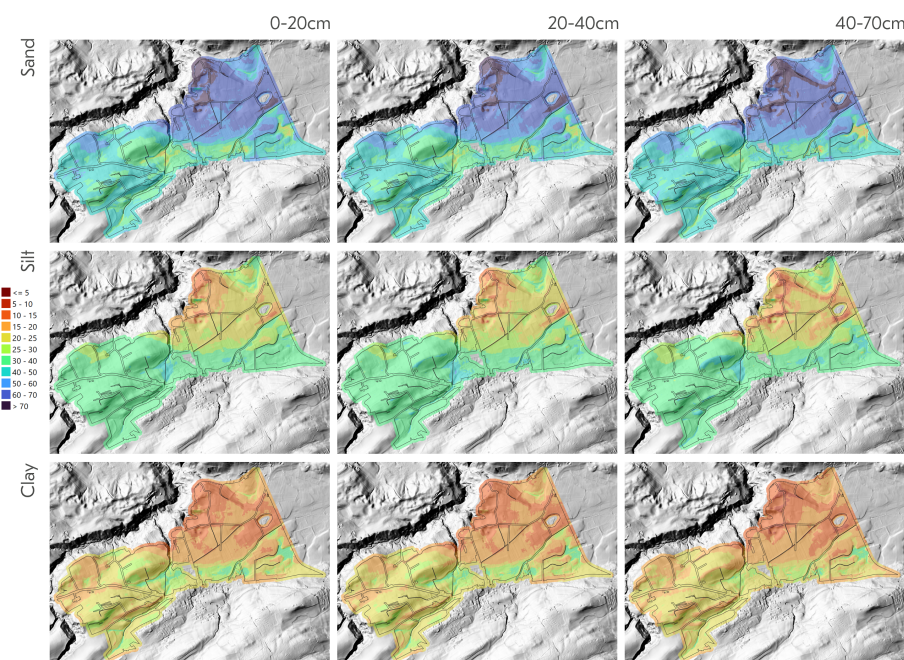 0-20cm
20-40cm
40-70cm
Sand
Silt
<= 5
5 - 10
10 - 15
15 - 20
20 - 25
25 - 30
30 - 40
40 - 50
50 - 60
60 - 70
> 70
Clay